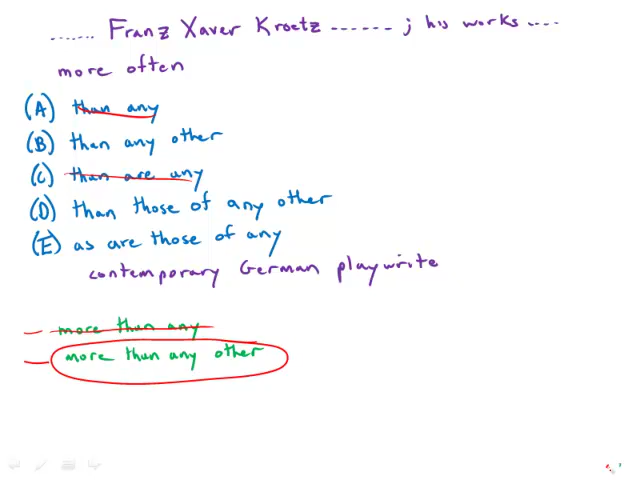 ....... Franz Xaver Kroetz ------ ; his works ....
more often
(A) than any
(B) than any other
(C) than are any
(D) than those of any other
(E) as are those of any
contemporary German playwrite
— more than any
— more than any other